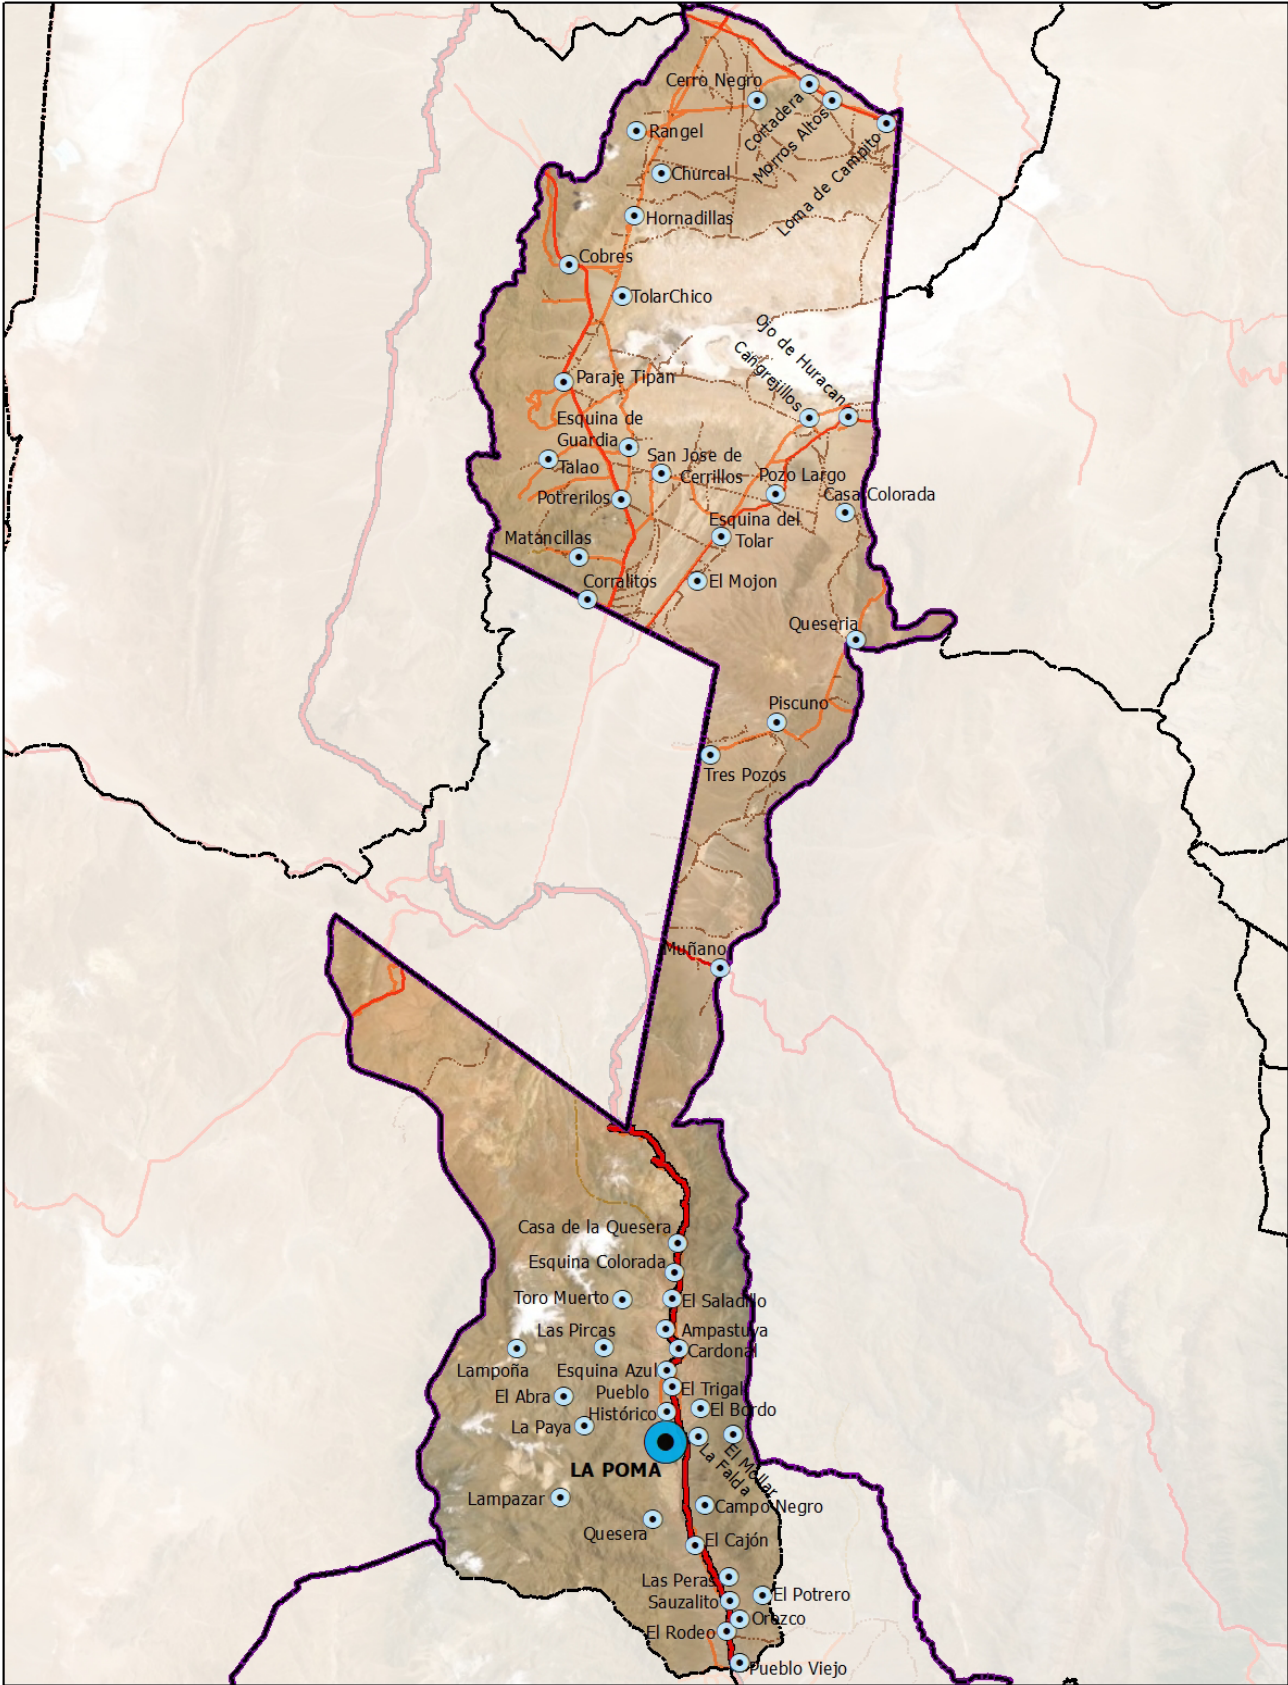 Cerro Negro
Cortadera
Morros Altos
Loma de Campito
Rangel
Churcal
Hornadillas
Cobres
TolarChico
Ojo de Huracan
Cangrejillos
Paraje Tipan
Esquina de
Guardia
Talao
San Jose de
Cerrillos
Pozo Largo
Potrerilos
Casa Colorada
Esquina del
Tolar
Matancillas
Corralitos
El Mojon
Queseria
Piscuno
Tres Pozos
Muñano
Casa de la Quesera
Esquina Colorada
Toro Muerto
El Saladillo
Las Pircas
Ampastuya
Cardonal
Lampoña
Esquina Azul
El Abra
Pueblo
Histórico
El Trigal
El Bordo
La Paya
El Mollar
La Falda
LA POMA
Lampazar
Campo Negro
Quesera
El Cajón
Las Peras
El Potrero
Sauzalito
Orozco
El Rodeo
Pueblo Viejo